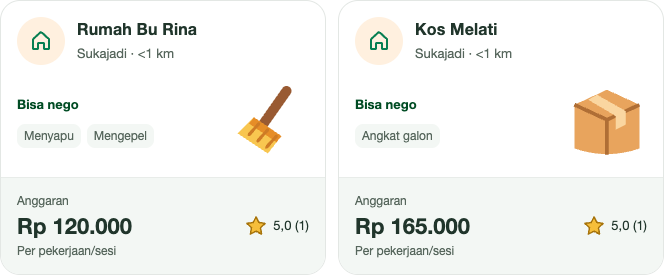 Rumah Bu Rina
Sukajadi · <1 km
Bisa nego
Menyapu
Mengepel
Anggaran
Rp 120.000
5,0 (1)
Per pekerjaan/sesi
Kos Melati
Sukajadi · <1 km
Bisa nego
Angkat galon
Anggaran
Rp 165.000
5,0 (1)
Per pekerjaan/sesi